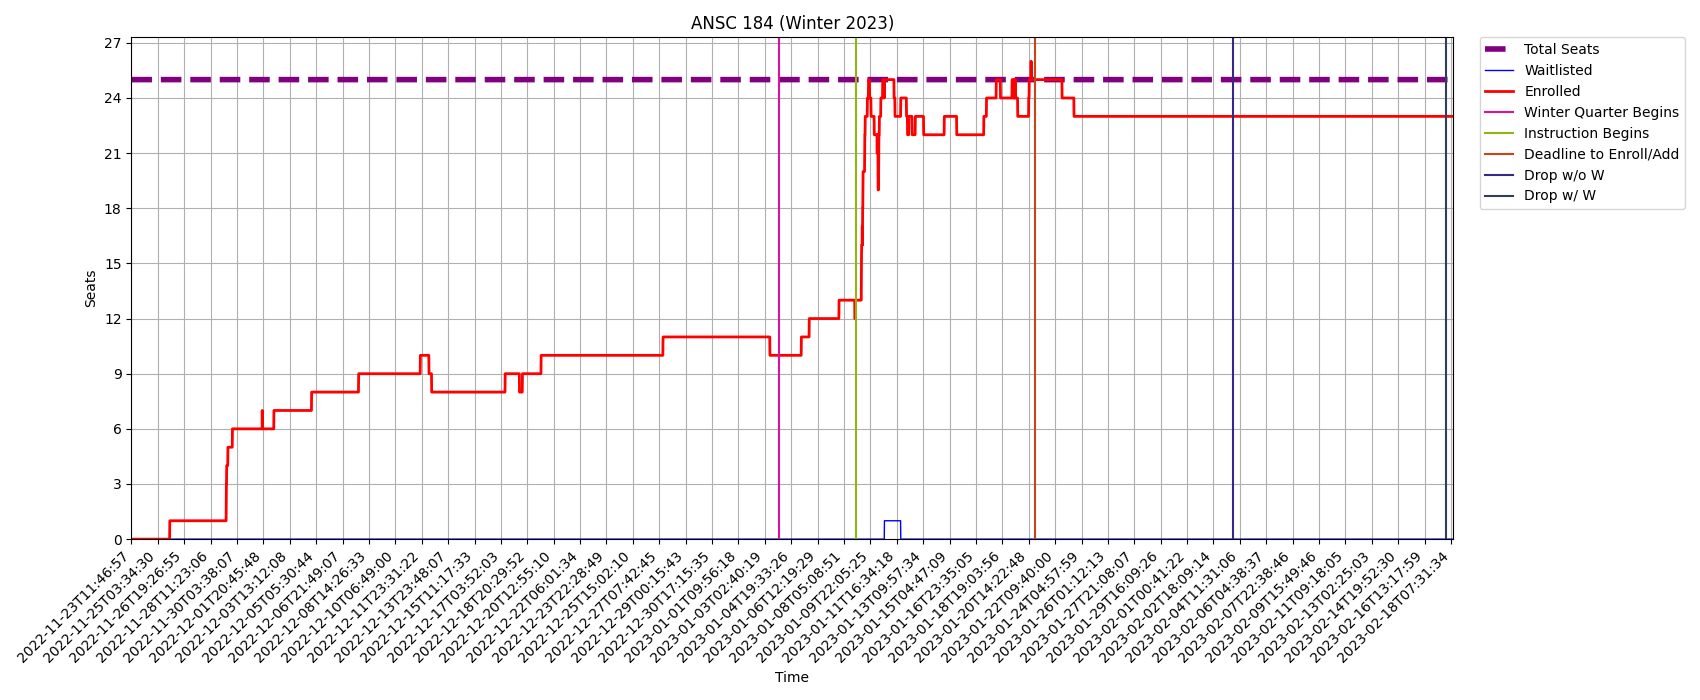 ANSC 184 (Winter 2023)
27
24
21
18
15
12
9
6
3
0
Seats
2022-11-23T11:46:57
2022-11-25T03:34:30
2022-11-26T19:26:55
2022-11-28T11:23:06
2022-11-30T03:38:07
2022-12-01T20:45:48
2022-12-03T13:12:08
2022-12-05T05:30:44
2022-12-06T21:49:07
2022-12-08T14:26:33
2022-12-10T06:49:00
2022-12-11T23:31:22
2022-12-13T23:48:07
2022-12-15T11:17:33
2022-12-17T03:52:03
2022-12-18T20:29:52
2022-12-20T12:55:10
2022-12-22T06:01:34
2022-12-23T22:28:49
2022-12-25T15:02:10
2022-12-27T07:42:45
2022-12-29T00:15:43
2022-12-30T17:15:35
2023-01-01T09:56:18
2023-01-03T02:40:19
2023-01-04T19:33:26
2023-01-06T12:19:29
2023-01-08T05:08:51
2023-01-09T22:05:25
2023-01-11T16:34:18
2023-01-13T09:57:34
2023-01-15T04:47:09
2023-01-16T23:35:05
2023-01-18T19:03:56
2023-01-20T14:22:48
2023-01-22T09:40:00
2023-01-24T04:57:59
2023-01-26T01:12:13
2023-01-27T21:08:07
2023-01-29T16:09:26
2023-02-01T00:41:22
2023-02-02T18:09:14
2023-02-04T11:31:06
2023-02-06T04:38:37
2023-02-07T22:38:46
2023-02-09T15:49:46
2023-02-11T09:18:05
2023-02-13T02:25:03
2023-02-14T19:52:30
2023-02-16T13:17:59
2023-02-18T07:31:34
Time
Total Seats
Waitlisted
Enrolled
Winter Quarter Begins
Instruction Begins
Deadline to Enroll/Add
Drop w/o W
Drop w/ W